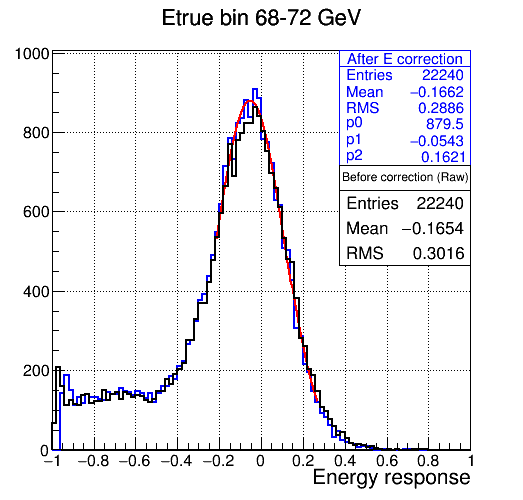 Etrue bin 68-72 GeV
1000
800
600
400
200
0
After E correction
Entries 22240
Mean −0.1662
RMS 0.2886
p0 879.5
p1 −0.0543
p2 0.1621
Before correction (Raw)
Entries 22240
Mean −0.1654
RMS 0.3016
−1 −0.8 −0.6 −0.4 −0.2 0 0.2 0.4 0.6 0.8 1
Energy response